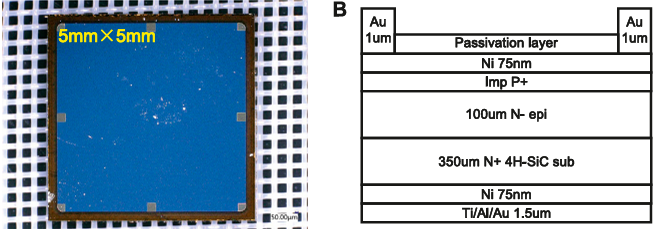 5mm×5mm
50.00μm
B
Au
1um
Au
1um
Passivation layer
Ni 75nm
Imp P+
100um N- epi
350um N+ 4H-SiC sub
Ni 75nm
Ti/Al/Au 1.5um